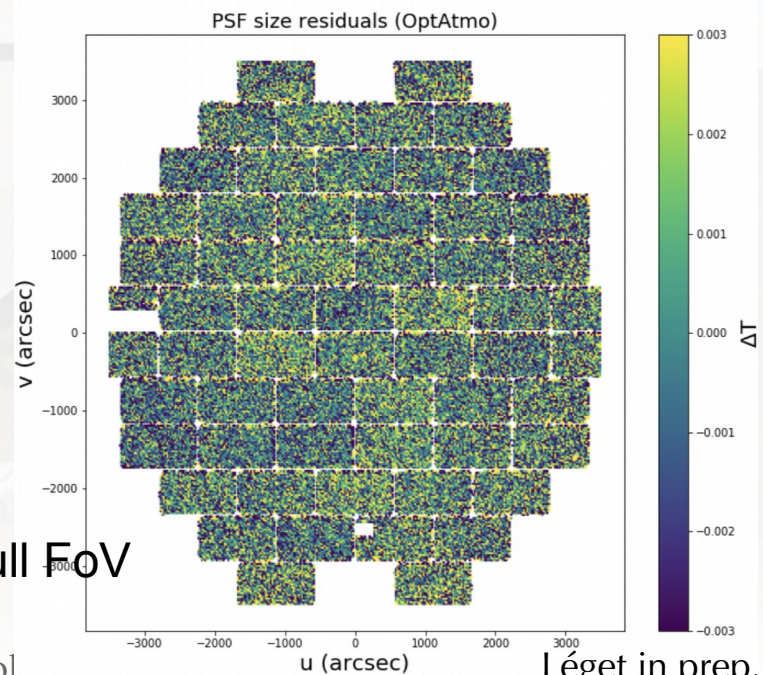 PSF size residuals (OptAtmo)
3000
2000
1000
0
−1000
−2000
−3000
v (arcsec)
−3000 −2000 −1000 0 1000 2000 3000
u (arcsec)
0.003
0.002
0.001
0.000
−0.001
−0.002
−0.003
ΔT
FoV
Léget in prep.